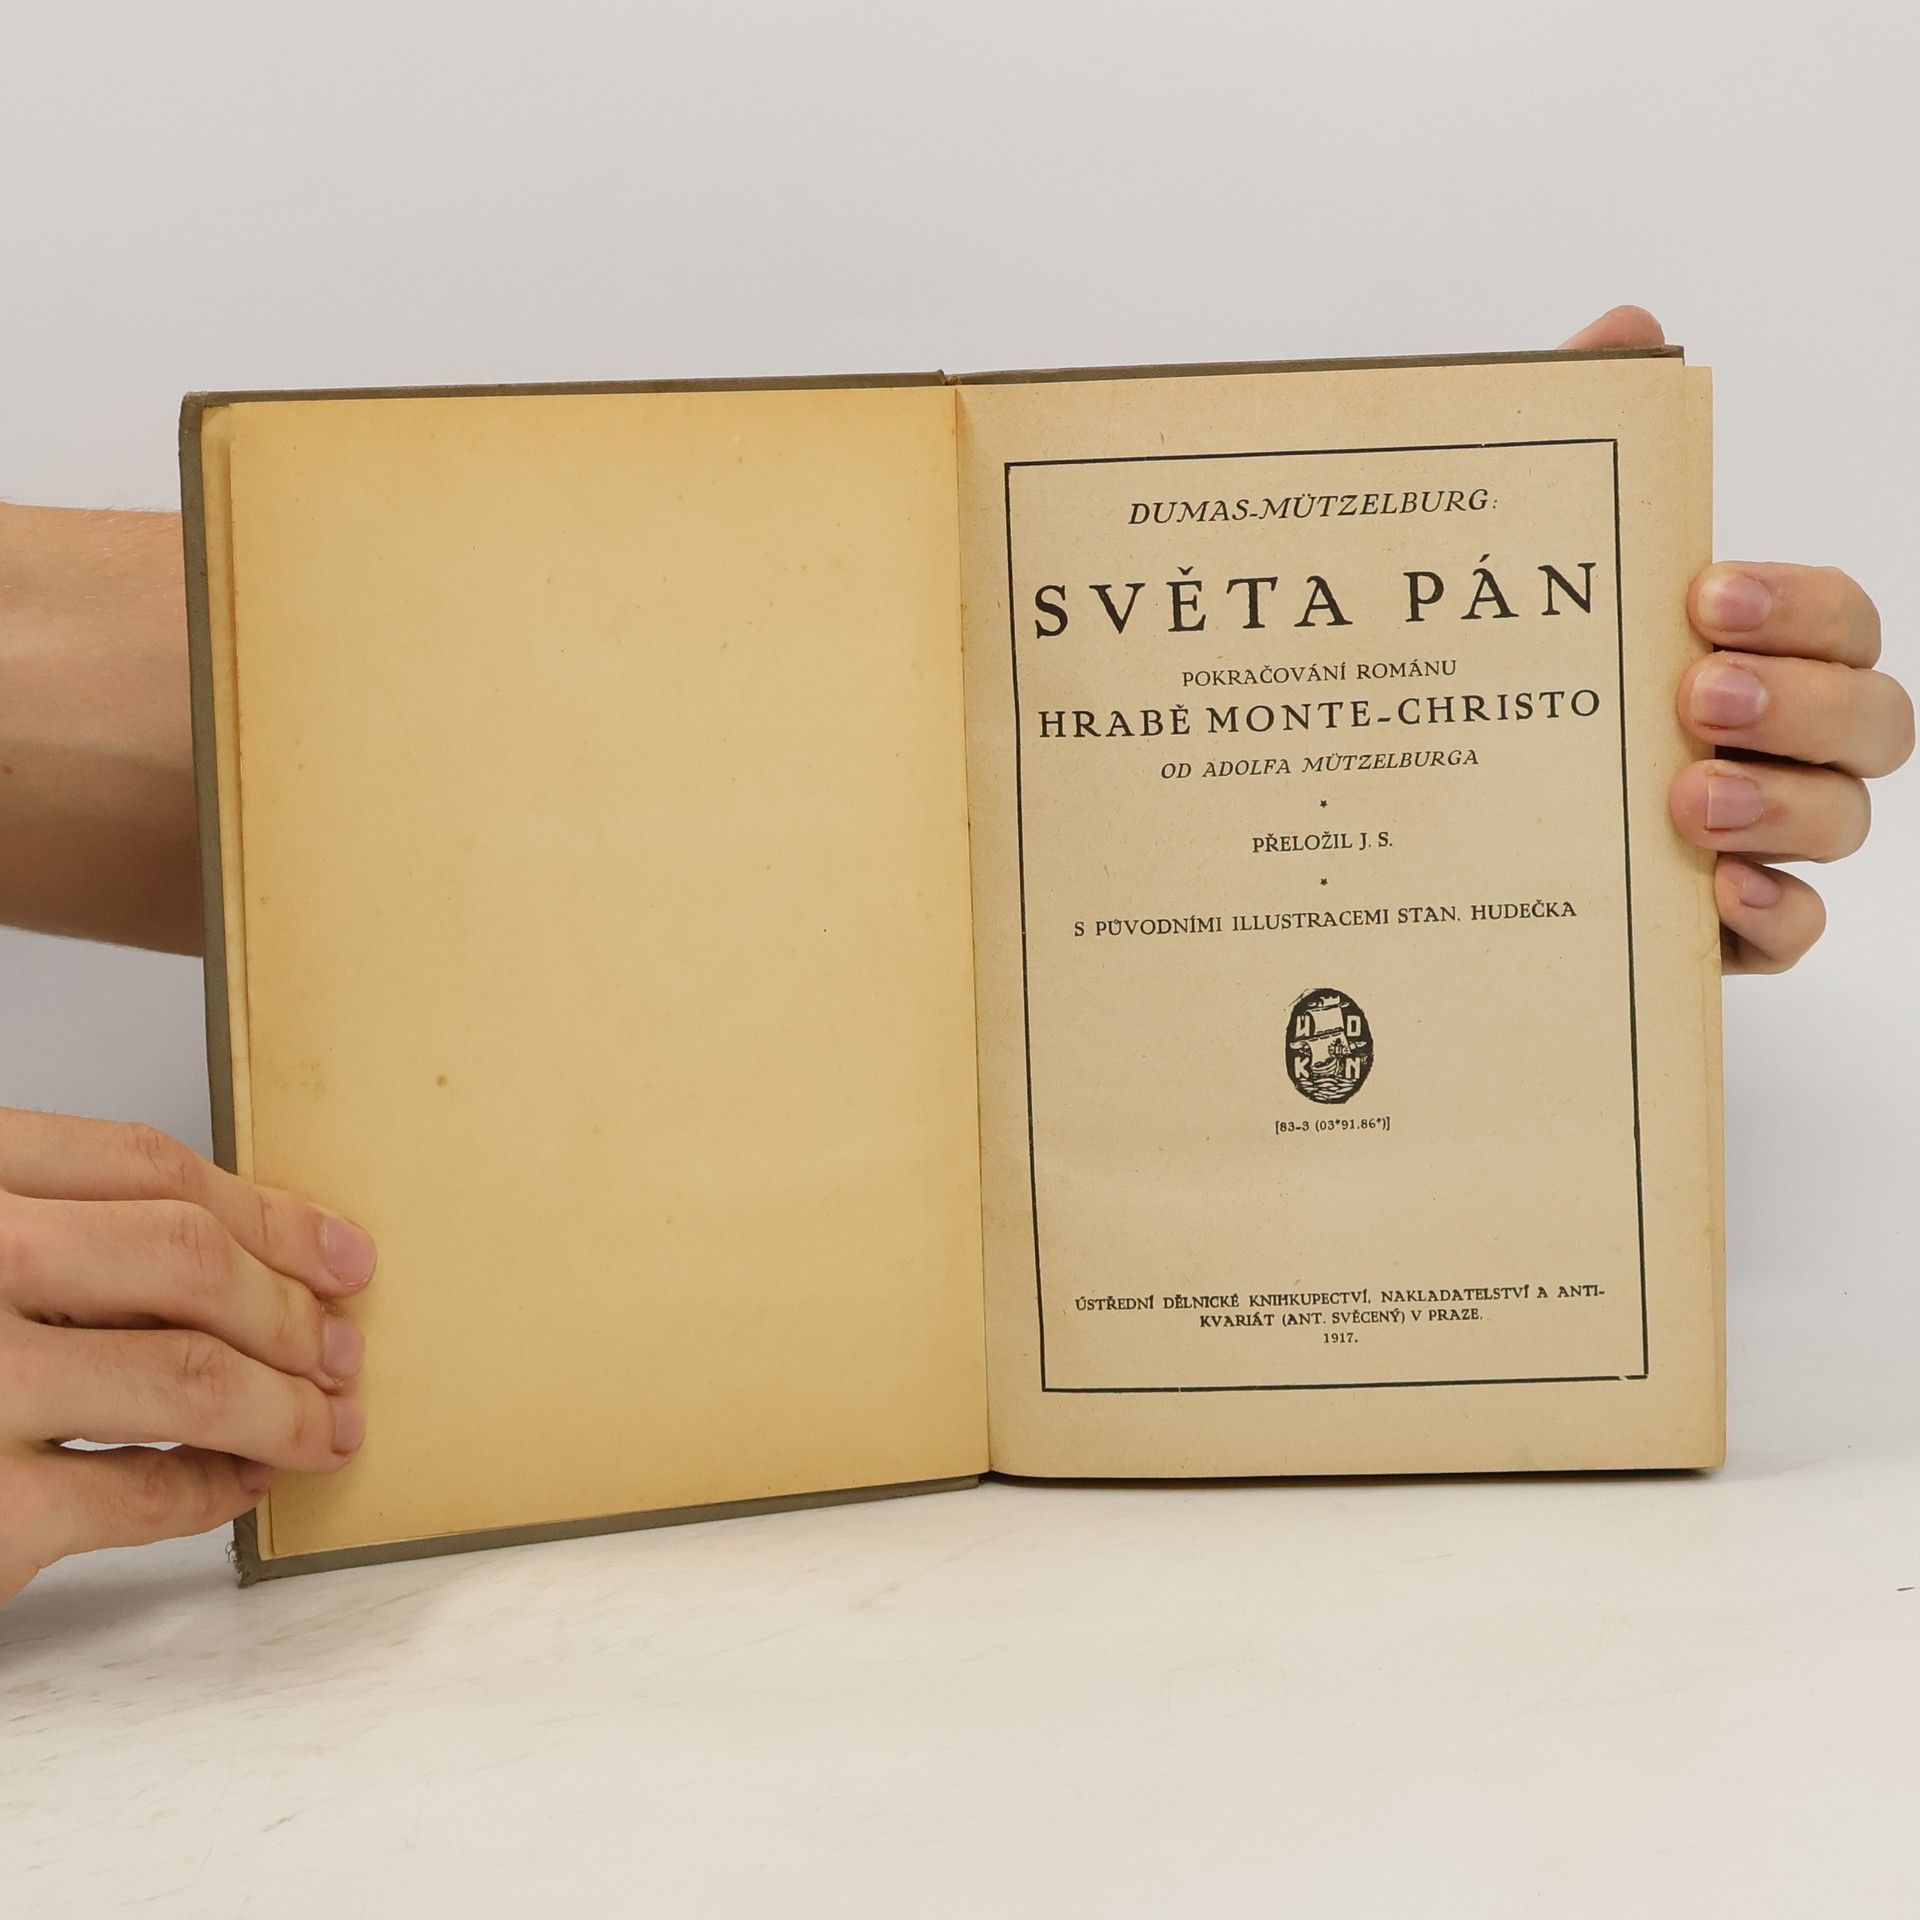 DUMAS-MÜTZELBURG:
SVĚTA PÁN
POKRAČOVÁNÍ ROMÁNU
HRABĚ MONTE-CHRISTO
OD ADOLFA MÜTZELBURGA
PŘELOŽIL J. S.
S PŮVODNÍMI ILLUSTRACEMI STAN. HUDEČKA
Ú D
K N
[83-3 (03*91.86*)]
ÚSTŘEDNÍ DĚLNICKÉ KNIHKUPECTVÍ, NAKLADATELSTVÍ A ANTI-
KVARIÁT (ANT. SVĚCENÝ) V PRAZE.
1917.